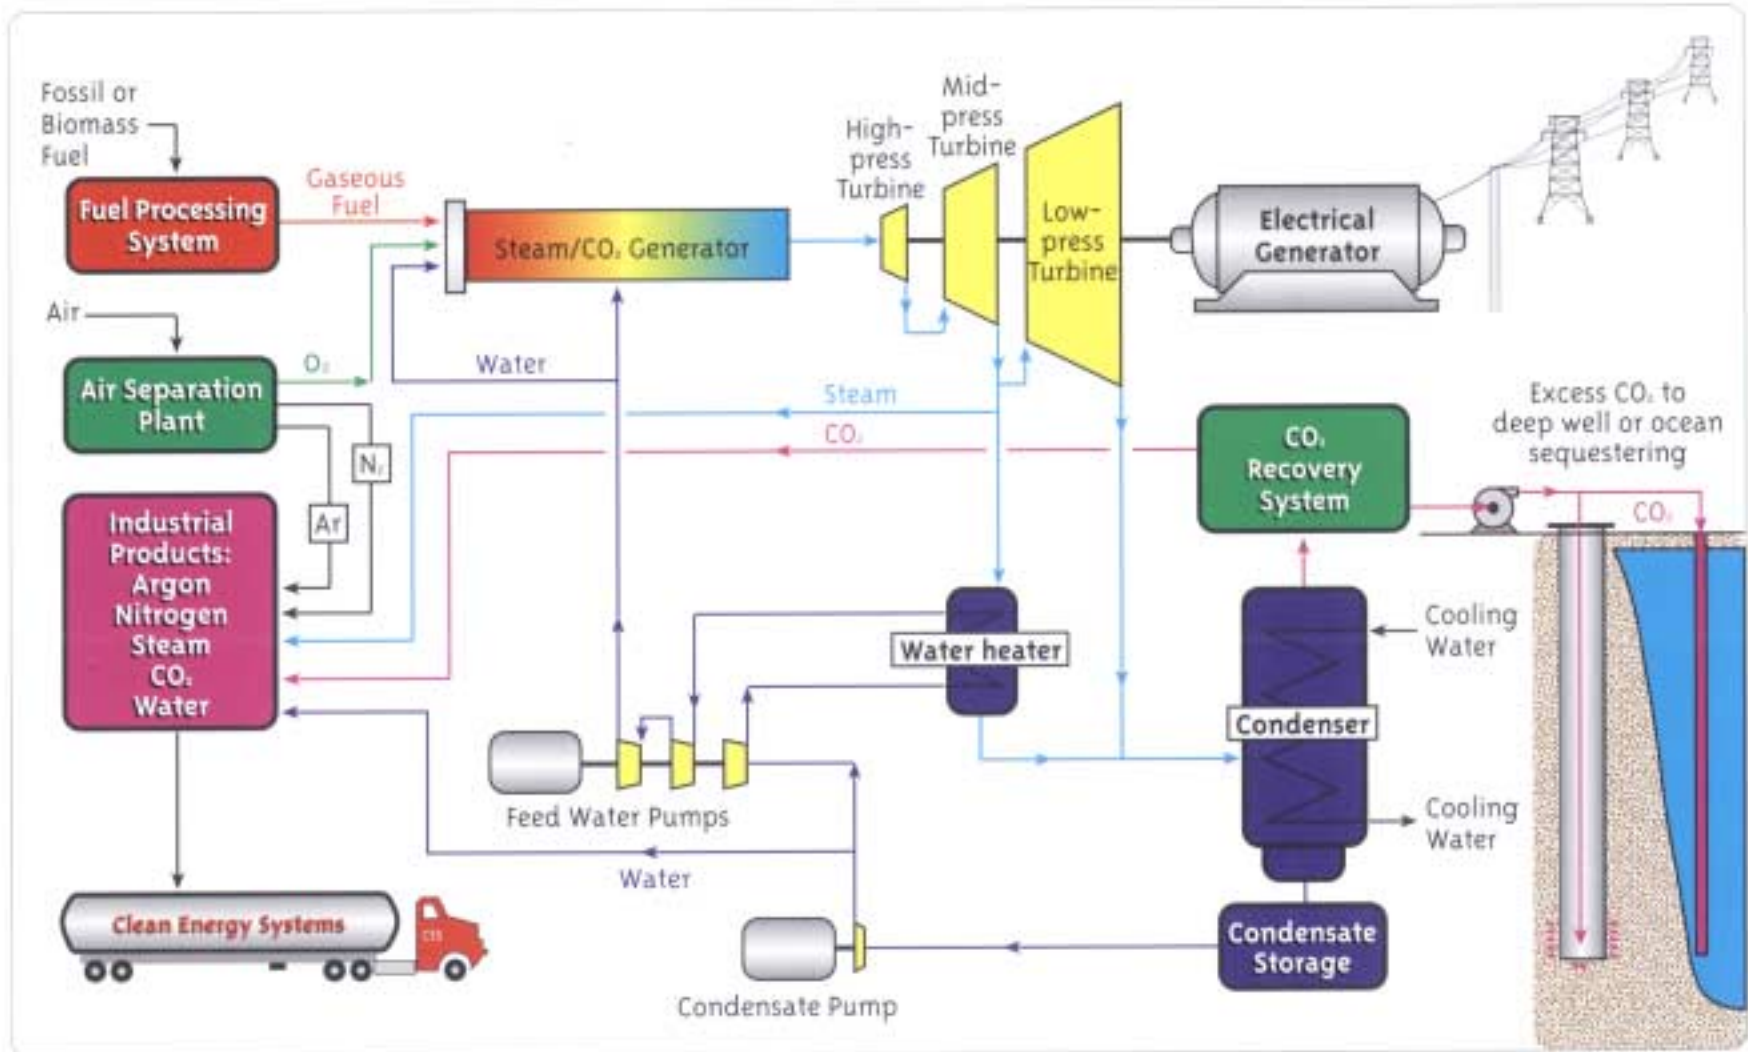 Fossil or
Biomass
Fuel
Fuel Processing
System
Gaseous
Fuel
Steam/CO₂ Generator
High-
press
Turbine
Mid-
press
Turbine
Low-
press
Turbine
Electrical
Generator
Air
Air Separation
Plant
O₂
Water
Steam
CO₂
N₂
Ar
Industrial
Products:
Argon
Nitrogen
Steam
CO₂
Water
CO₂
Recovery
System
Excess CO₂ to
deep well or ocean
sequestering
CO₂
Water heater
Condenser
Cooling
Water
Cooling
Water
Feed Water Pumps
Water
Clean Energy Systems
CES
Condensate Pump
Condensate
Storage